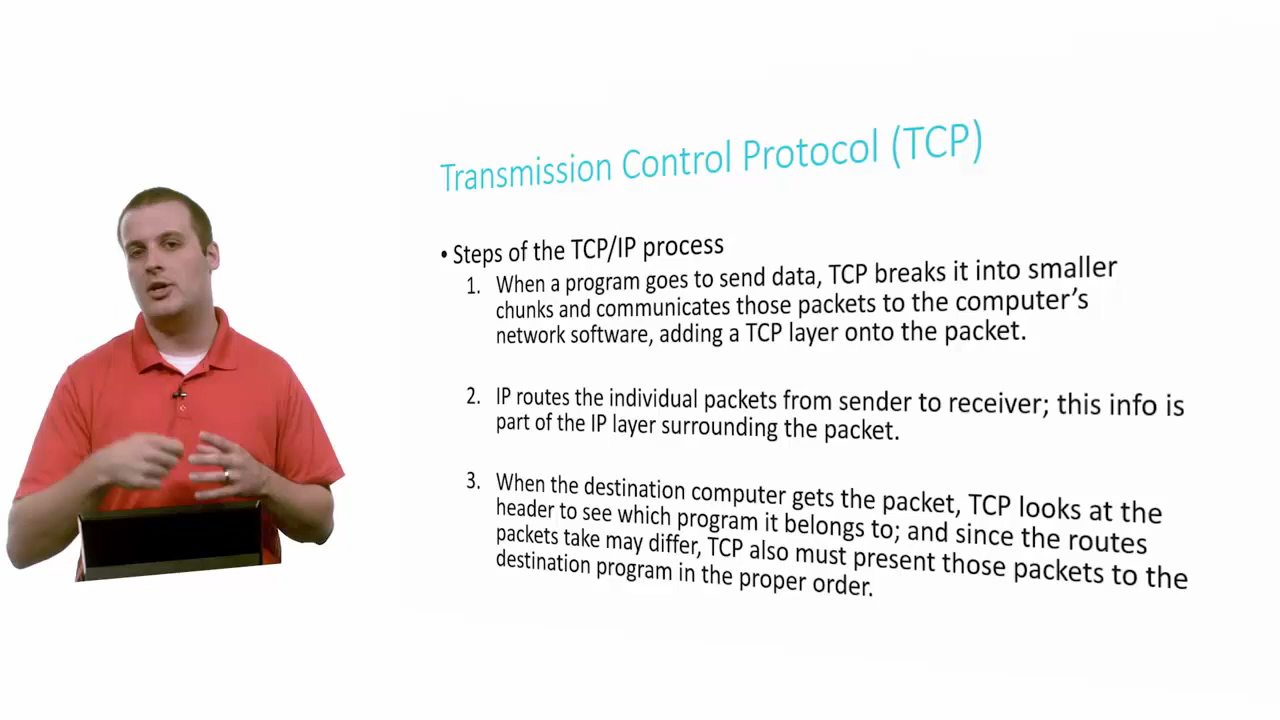 Transmission Control Protocol (TCP)
• Steps of the TCP/IP process
1. When a program goes to send data, TCP breaks it into smaller
chunks and communicates those packets to the computer’s
network software, adding a TCP layer onto the packet.
2. IP routes the individual packets from sender to receiver; this info is
part of the IP layer surrounding the packet.
3. When the destination computer gets the packet, TCP looks at the
header to see which program it belongs to; and since the routes
packets take may differ, TCP also must present those packets to the
destination program in the proper order.